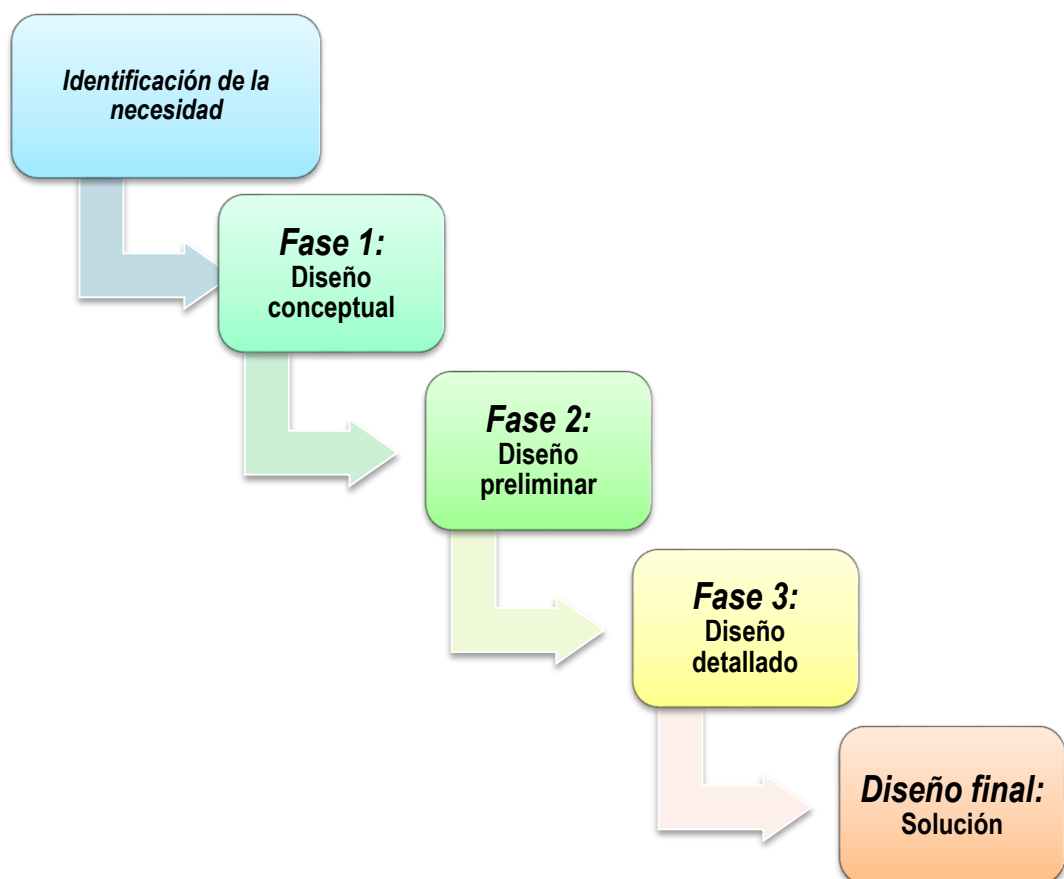 Identificación de la
necesidad
Fase 1:
Diseño
conceptual
Fase 2:
Diseño
preliminar
Fase 3:
Diseño
detallado
Diseño final:
Solución